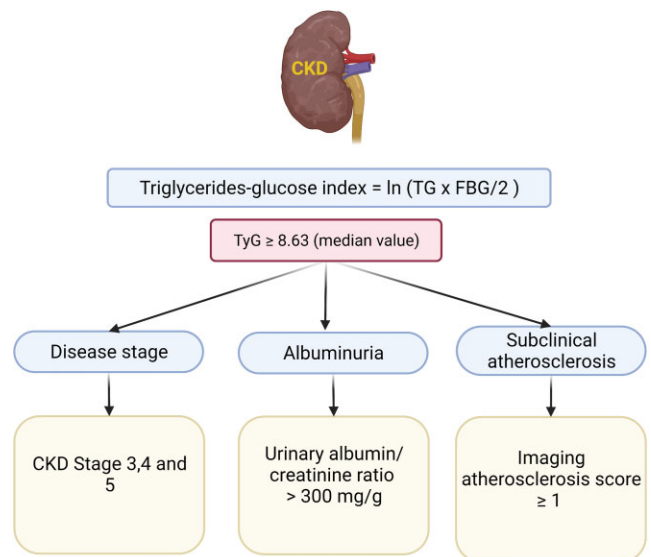 CKD
Triglycerides-glucose index = ln (TG x FBG/2 )
TyG ≥ 8.63 (median value)
Disease stage
Albuminuria
Subclinical
atherosclerosis
CKD Stage 3,4 and
5
Urinary albumin/
creatinine ratio
> 300 mg/g
Imaging
atherosclerosis score
≥ 1